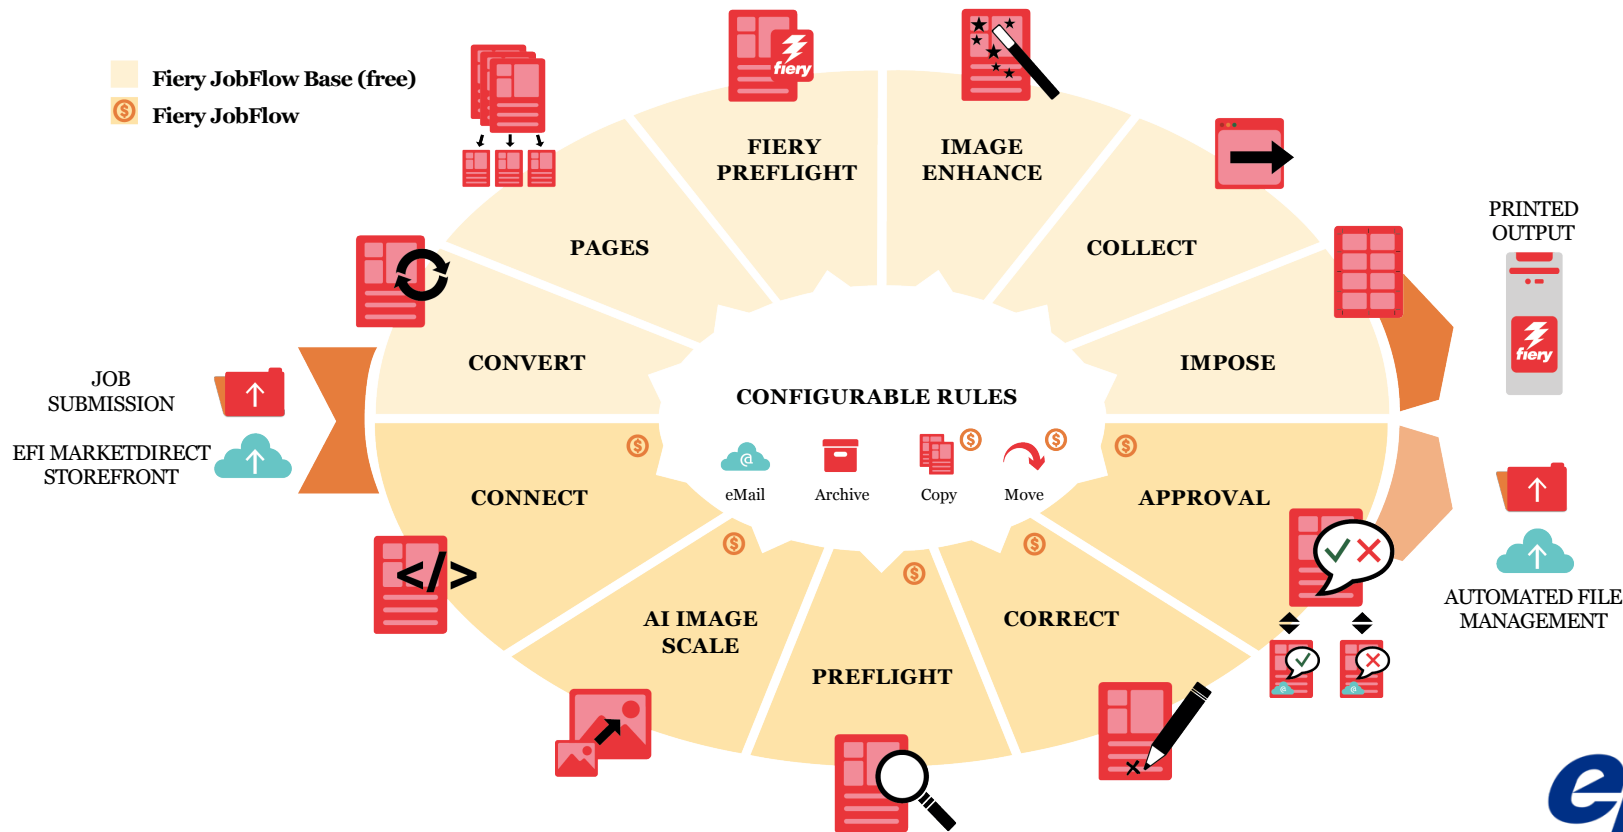 Fiery JobFlow Base (free)
Fiery JobFlow
FIERY
PREFLIGHT
IMAGE
ENHANCE
PAGES
COLLECT
CONVERT
IMPOSE
CONFIGURABLE RULES
eMail
Archive
Copy
Move
CONNECT
APPROVAL
AI IMAGE
SCALE
CORRECT
PREFLIGHT
JOB
SUBMISSION
EFI MARKETDIRECT
STOREFRONT
PRINTED
OUTPUT
fiery
fiery
AUTOMATED FILE
MANAGEMENT
$
$
$
$
$
$
$
$
@
@
@
</>